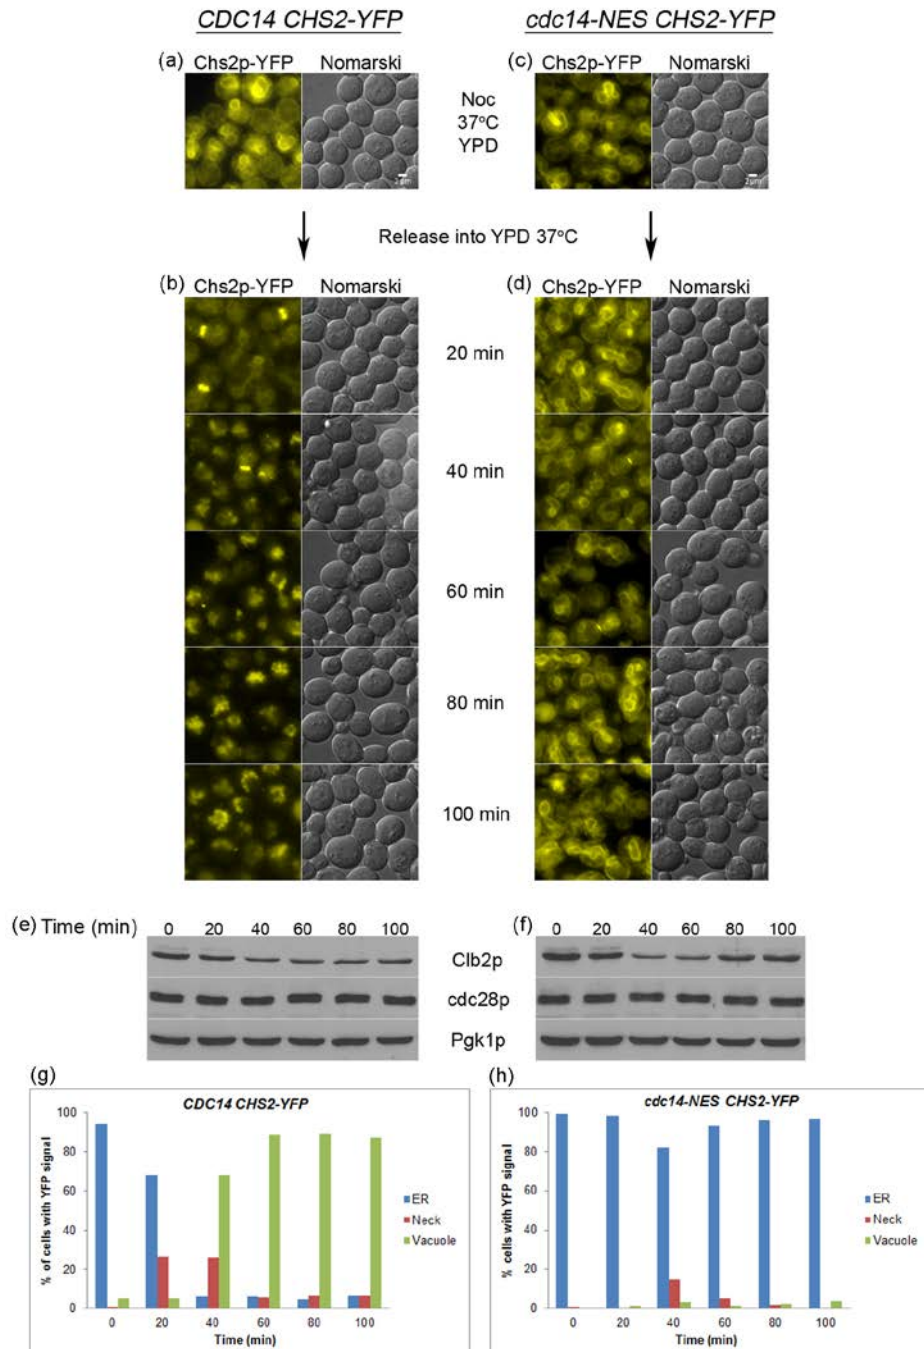 CDC14 CHS2-YFP
cdc14-NES CHS2-YFP
(a) Chs2p-YFP Nomarski
(c) Chs2p-YFP Nomarski
Noc
37°C
YPD
2μm
2μm
Release into YPD 37°C
(b) Chs2p-YFP Nomarski
(d) Chs2p-YFP Nomarski
20 min
40 min
60 min
80 min
100 min
(e) Time (min) 0 20 40 60 80 100
(f) 0 20 40 60 80 100
Clb2p
cdc28p
Pgk1p
(g)
CDC14 CHS2-YFP
% of cells with YFP signal
100
80
60
40
20
0
0 20 40 60 80 100
Time (min)
ER
Neck
Vacuole
(h)
cdc14-NES CHS2-YFP
% cells with YFP signal
100
80
60
40
20
0
0 20 40 60 80 100
Time (min)
ER
Neck
Vacuole